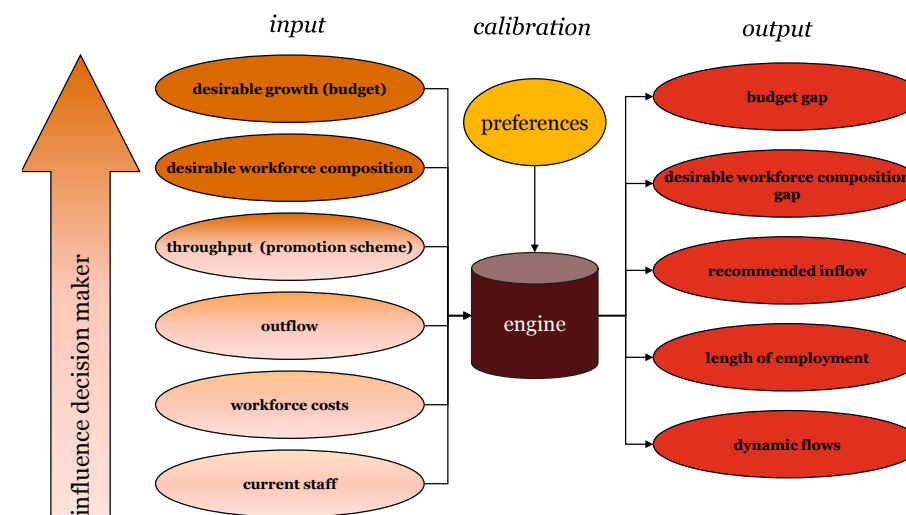 input
calibration
output
desirable growth (budget)
desirable workforce composition
throughput  (promotion scheme)
outflow
workforce costs
current staff
influence decision maker
preferences
engine
budget gap
desirable workforce composition
gap
recommended inflow
length of employment
dynamic flows